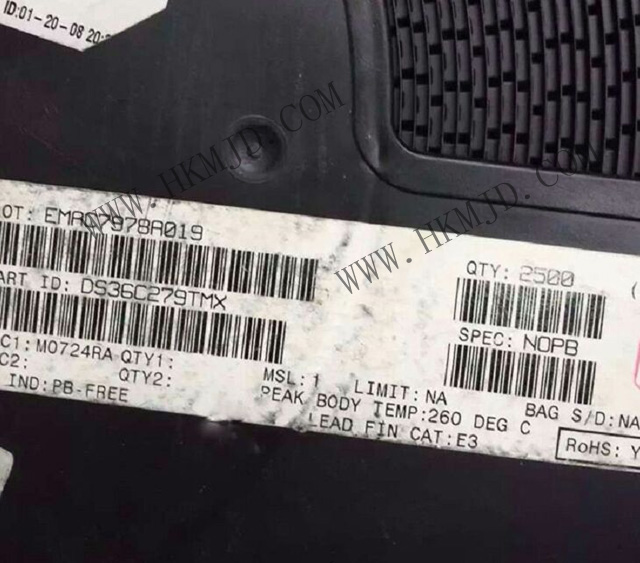 ID:01-20-08 20:
WWW.HKMJD.COM
WWW.HKMJD.COM
OT: EMR07978A019
QTY: 2500 (
ART ID: DS36C279TMX
SPEC: NOPB
C1: M0724RA QTY1:
C2: QTY2:
MSL: 1 LIMIT: NA BAG S/D: NA
IND: PB-FREE PEAK BODY TEMP: 260 DEG C
LEAD FIN CAT: E3 RoHS: Y